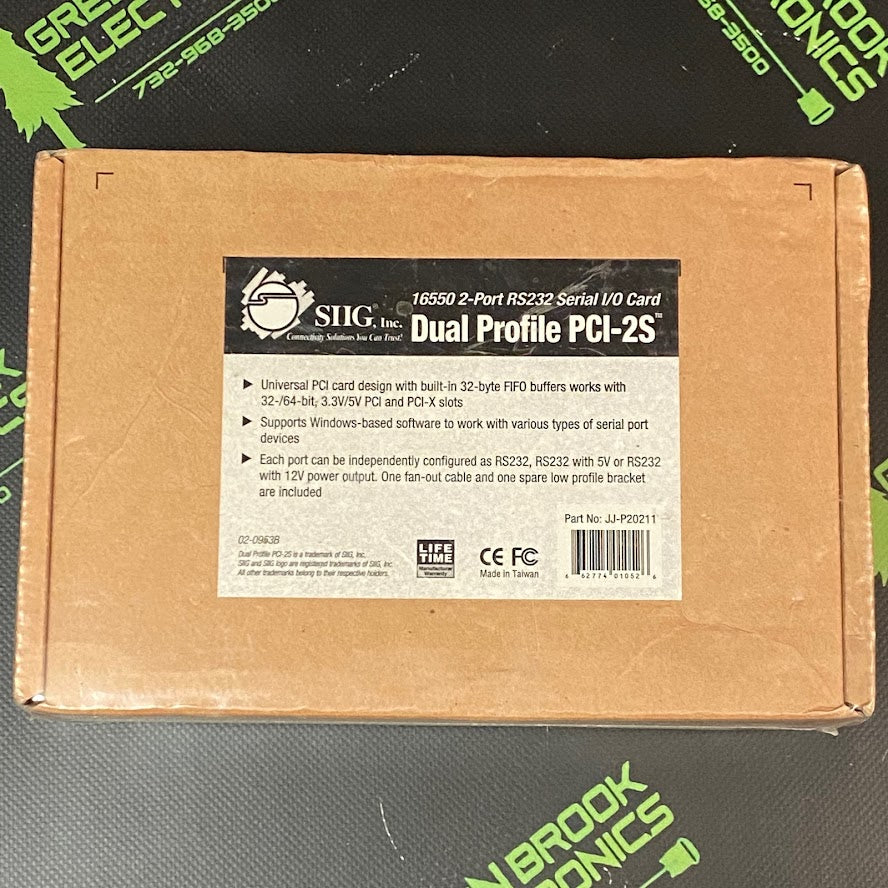 GREE
ELECT
732-968-3500
BROOK
RONICS
-3500
SIIG, Inc.
Connectivity Solutions You Can Trust!
16550 2-Port RS232 Serial I/O Card
Dual Profile PCI-2S™
▶ Universal PCI card design with built-in 32-byte FIFO buffers works with
32-/64-bit, 3.3V/5V PCI and PCI-X slots
▶ Supports Windows-based software to work with various types of serial port
devices
▶ Each port can be independently configured as RS232, RS232 with 5V or RS232
with 12V power output. One fan-out cable and one spare low profile bracket
are included
Part No: JJ-P20211
02-0963B
Dual Profile PCI-2S is a trademark of SIIG, Inc.
SIIG and SIIG logo are registered trademarks of SIIG, Inc.
All other trademarks belong to their respective holders.
LIFE
TIME
Manufacturer
Warranty
CE FC
Made in Taiwan
6 62774 01052 6
N BROOK
RONICS